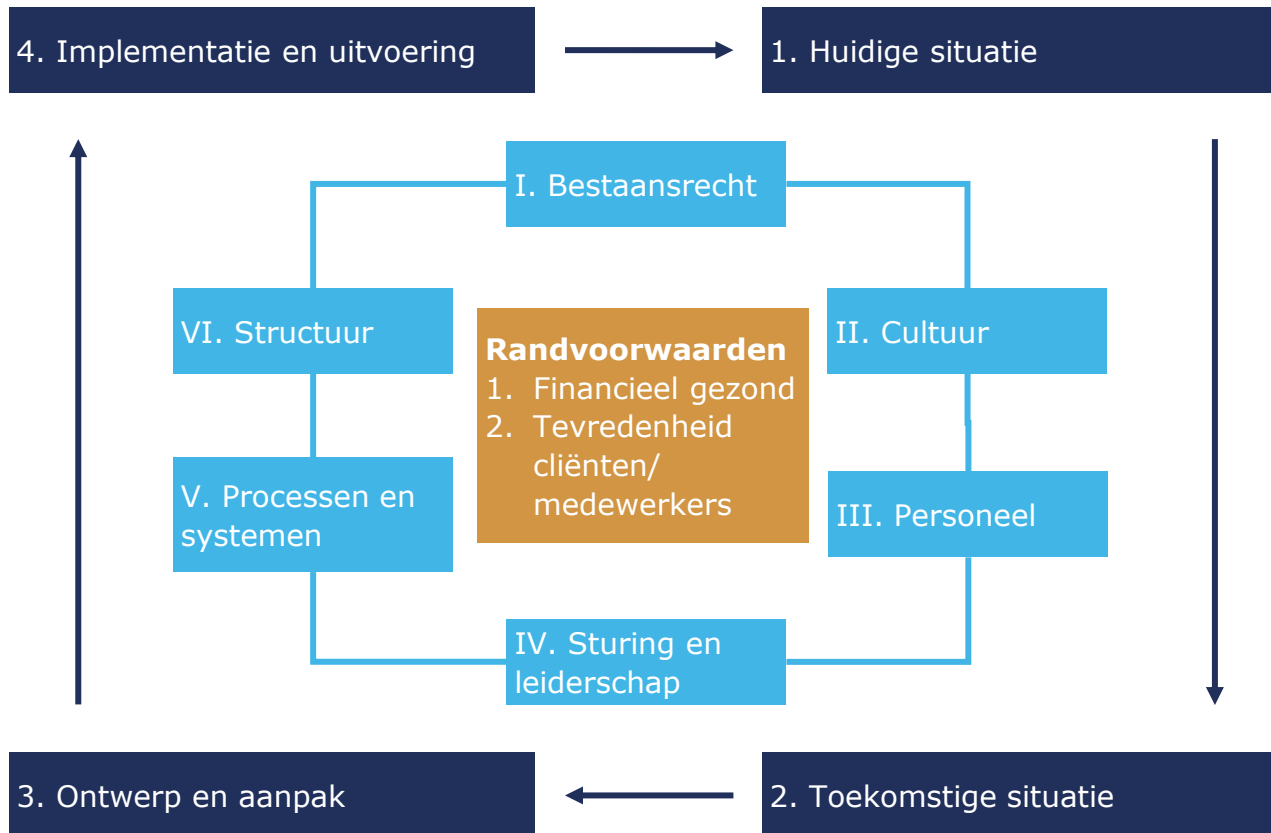 4. Implementatie en uitvoering
1. Huidige situatie
I. Bestaansrecht
VI. Structuur
II. Cultuur
Randvoorwaarden
1. Financieel gezond
2. Tevredenheid
cliënten/
medewerkers
V. Processen en
systemen
III. Personeel
IV. Sturing en
leiderschap
3. Ontwerp en aanpak
2. Toekomstige situatie